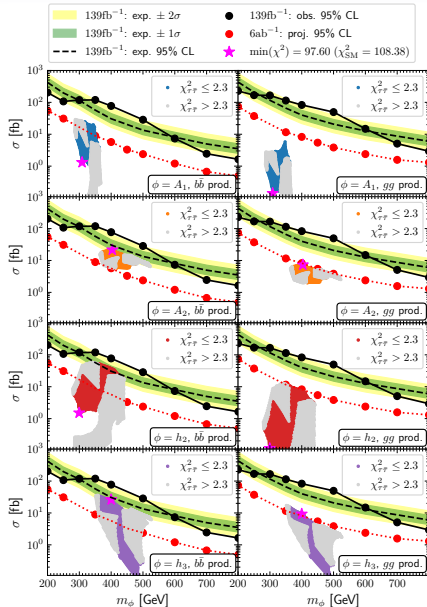 139fb⁻¹: exp. ± 2σ
139fb⁻¹: exp. ± 1σ
139fb⁻¹: exp. 95% CL
139fb⁻¹: obs. 95% CL
6ab⁻¹: proj. 95% CL
min(χ²) = 97.60 (χ²_SM = 108.38)
10³
10²
10¹
10⁰
σ [fb]
χ²_ττ ≤ 2.3
χ²_ττ > 2.3
ϕ = A₁, bb̄ prod.
χ²_ττ ≤ 2.3
χ²_ττ > 2.3
ϕ = A₁, gg prod.
10³
10²
10¹
10⁰
σ [fb]
χ²_ττ ≤ 2.3
χ²_ττ > 2.3
ϕ = A₂, bb̄ prod.
χ²_ττ ≤ 2.3
χ²_ττ > 2.3
ϕ = A₂, gg prod.
10³
10²
10¹
10⁰
σ [fb]
χ²_ττ ≤ 2.3
χ²_ττ > 2.3
ϕ = h₂, bb̄ prod.
χ²_ττ ≤ 2.3
χ²_ττ > 2.3
ϕ = h₂, gg prod.
10³
10²
10¹
10⁰
σ [fb]
χ²_ττ ≤ 2.3
χ²_ττ > 2.3
ϕ = h₃, bb̄ prod.
χ²_ττ ≤ 2.3
χ²_ττ > 2.3
ϕ = h₃, gg prod.
200 300 400 500 600 700 200 300 400 500 600 700
m_ϕ [GeV] m_ϕ [GeV]